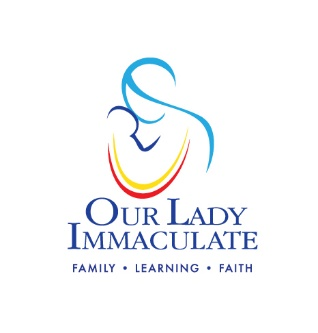 OUR LADY
IMMACULATE
FAMILY • LEARNING • FAITH